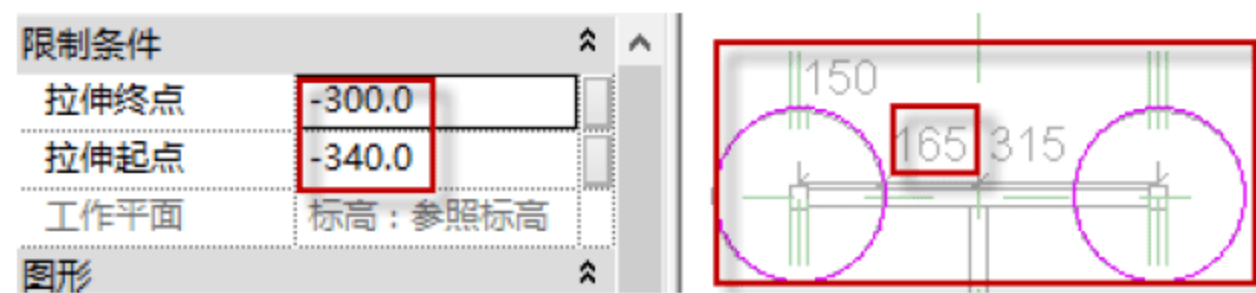 限制条件
拉伸终点 -300.0
拉伸起点 -340.0
工作平面 标高：参照标高
图形
150
165 315